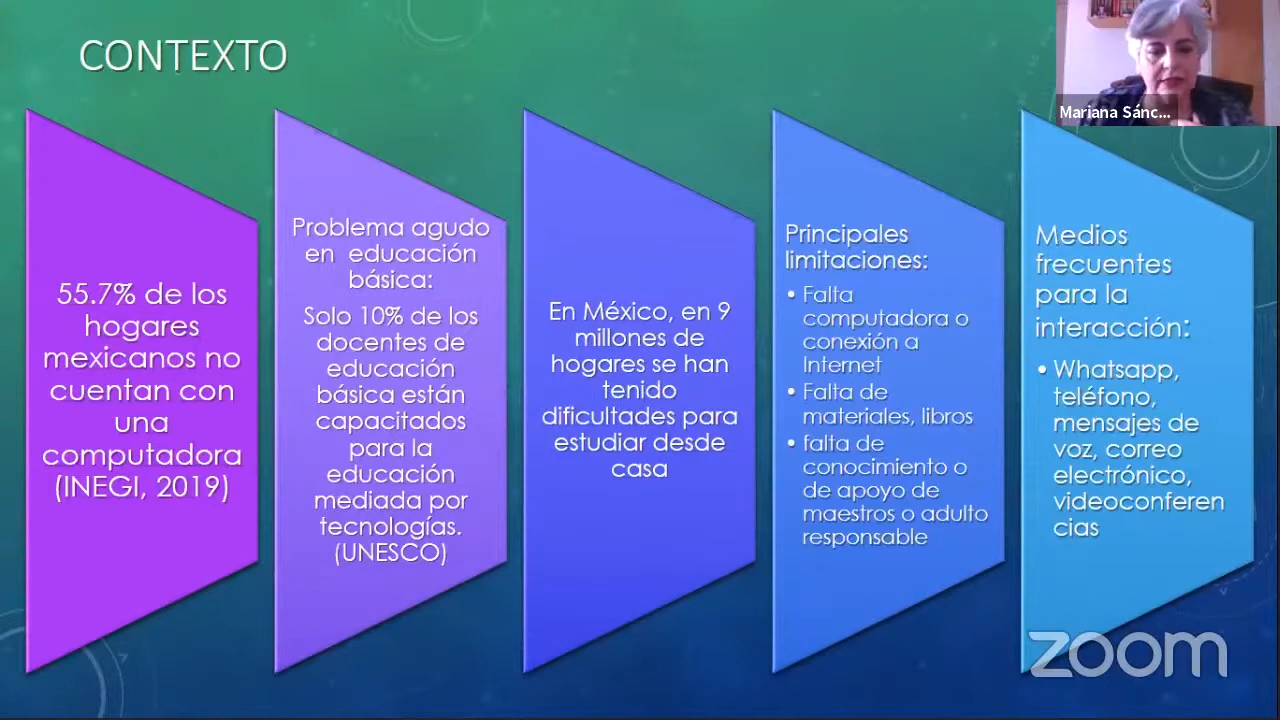 CONTEXTO
Mariana Sánc...
55.7% de los
hogares
mexicanos no
cuentan con
una
computadora
(INEGI, 2019)
Problema agudo
en educación
básica:
Solo 10% de los
docentes de
educación
básica están
capacitados
para la
educación
mediada por
tecnologías.
(UNESCO)
En México, en 9
millones de
hogares se han
tenido
dificultades para
estudiar desde
casa
Principales
limitaciones:
• Falta
computadora o
conexión a
Internet
• Falta de
materiales, libros
• falta de
conocimiento o
de apoyo de
maestros o adulto
responsable
Medios
frecuentes
para la
interacción:
• Whatsapp,
teléfono,
mensajes de
voz, correo
electrónico,
videoconferen
cias
zoom